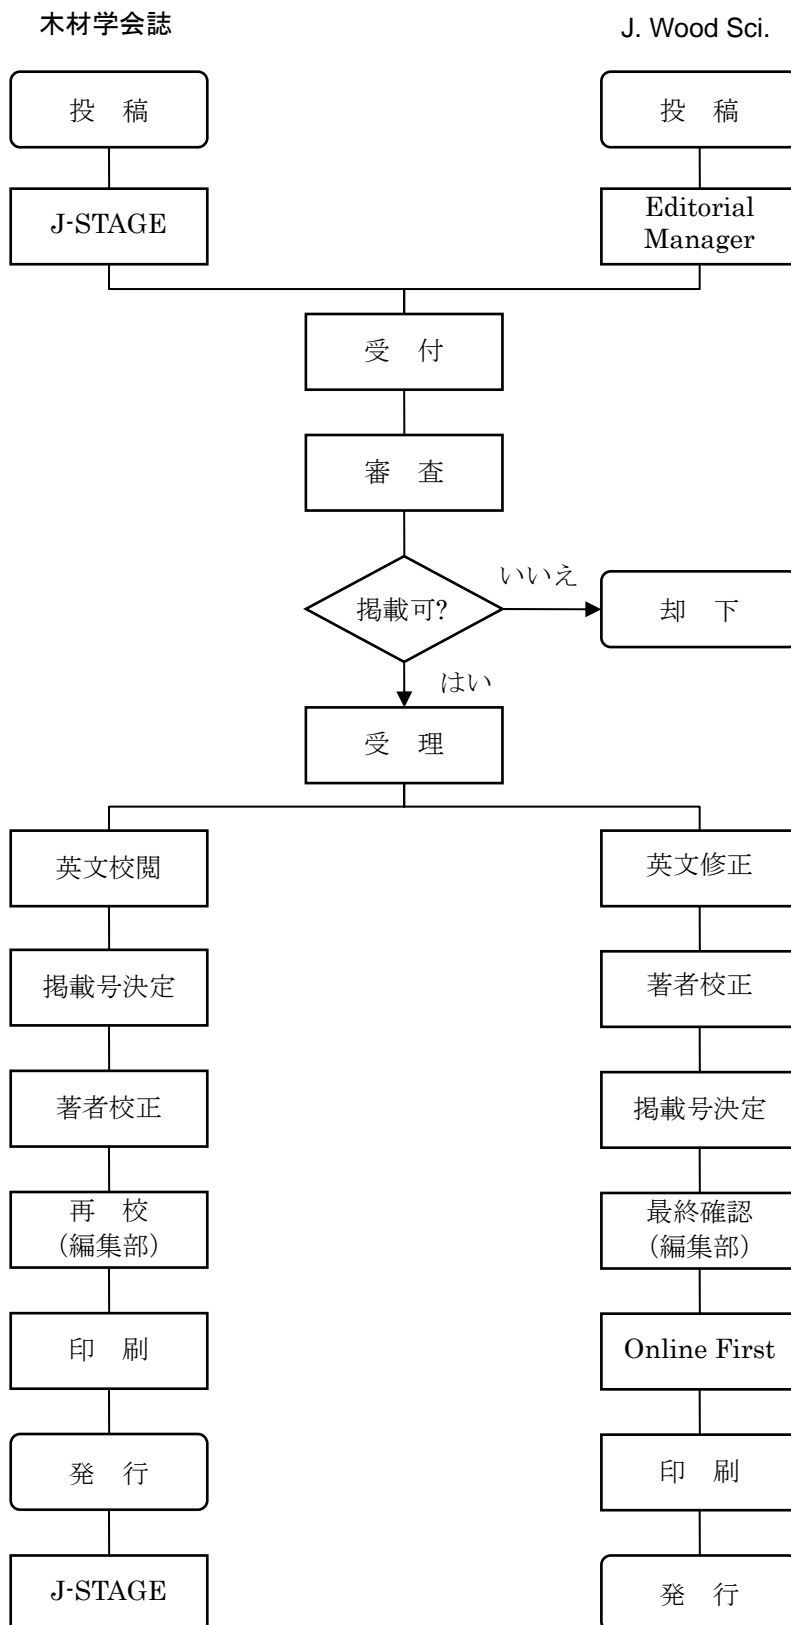 木材学会誌
J. Wood Sci.
投　稿
投　稿
J-STAGE
Editorial
Manager
受　付
審　査
掲載可?
いいえ
却　下
はい
受　理
英文校閲
英文修正
掲載号決定
著者校正
著者校正
掲載号決定
再　校
（編集部）
最終確認
（編集部）
印　刷
Online First
発　行
印　刷
J-STAGE
発　行